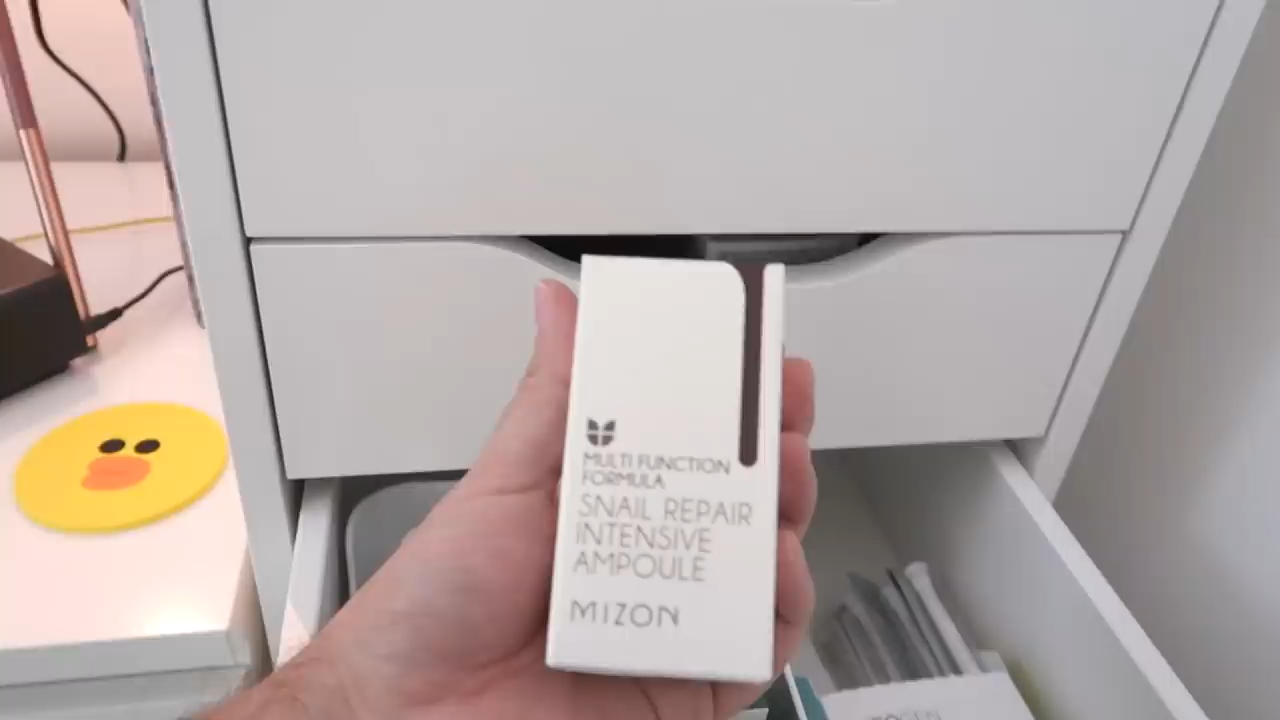 MULTI FUNCTION
FORMULA
SNAIL REPAIR
INTENSIVE
AMPOULE
MIZON